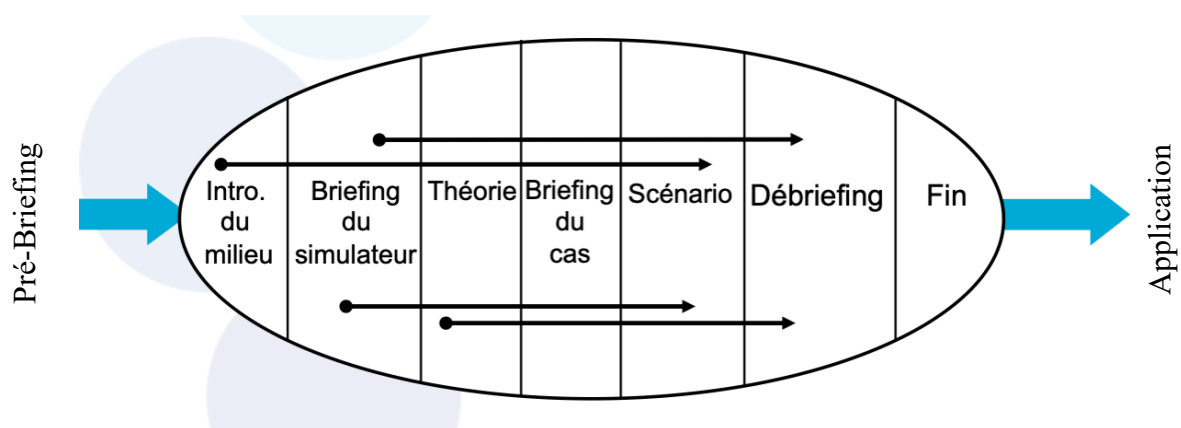 Pré-Briefing
Intro.
du
milieu
Briefing
du
simulateur
Théorie
Briefing
du
cas
Scénario
Débriefing
Fin
Application